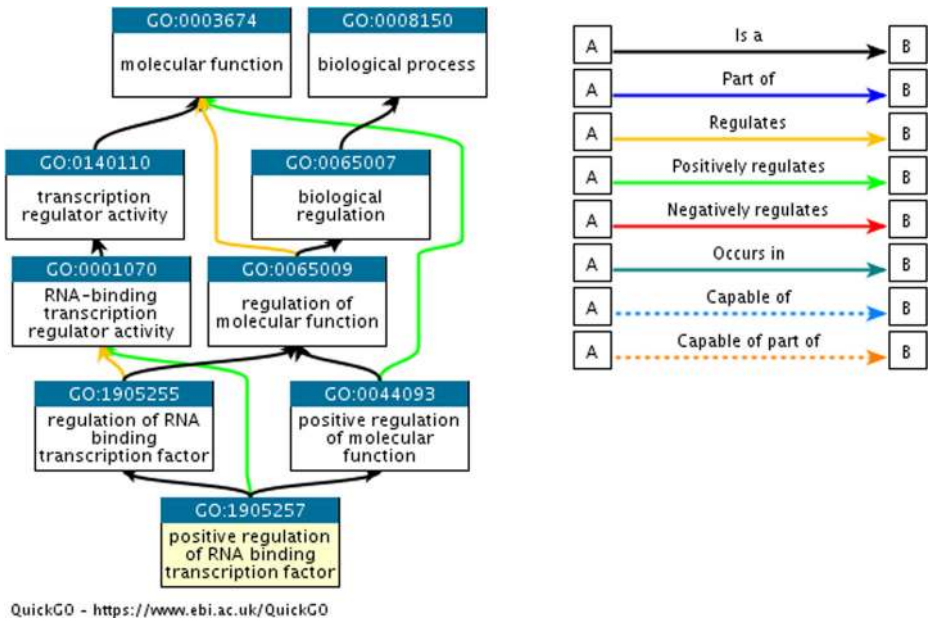 GO:0003674
molecular function
GO:0008150
biological process
GO:0140110
transcription
regulator activity
GO:0065007
biological
regulation
GO:0001070
RNA-binding
transcription
regulator activity
GO:0065009
regulation of
molecular function
GO:1905255
regulation of RNA
binding
transcription factor
GO:0044093
positive regulation
of molecular
function
GO:1905257
positive regulation
of RNA binding
transcription factor
QuickGO - https://www.ebi.ac.uk/QuickGO
A Is a B
A Part of B
A Regulates B
A Positively regulates B
A Negatively regulates B
A Occurs in B
A Capable of B
A Capable of part of B